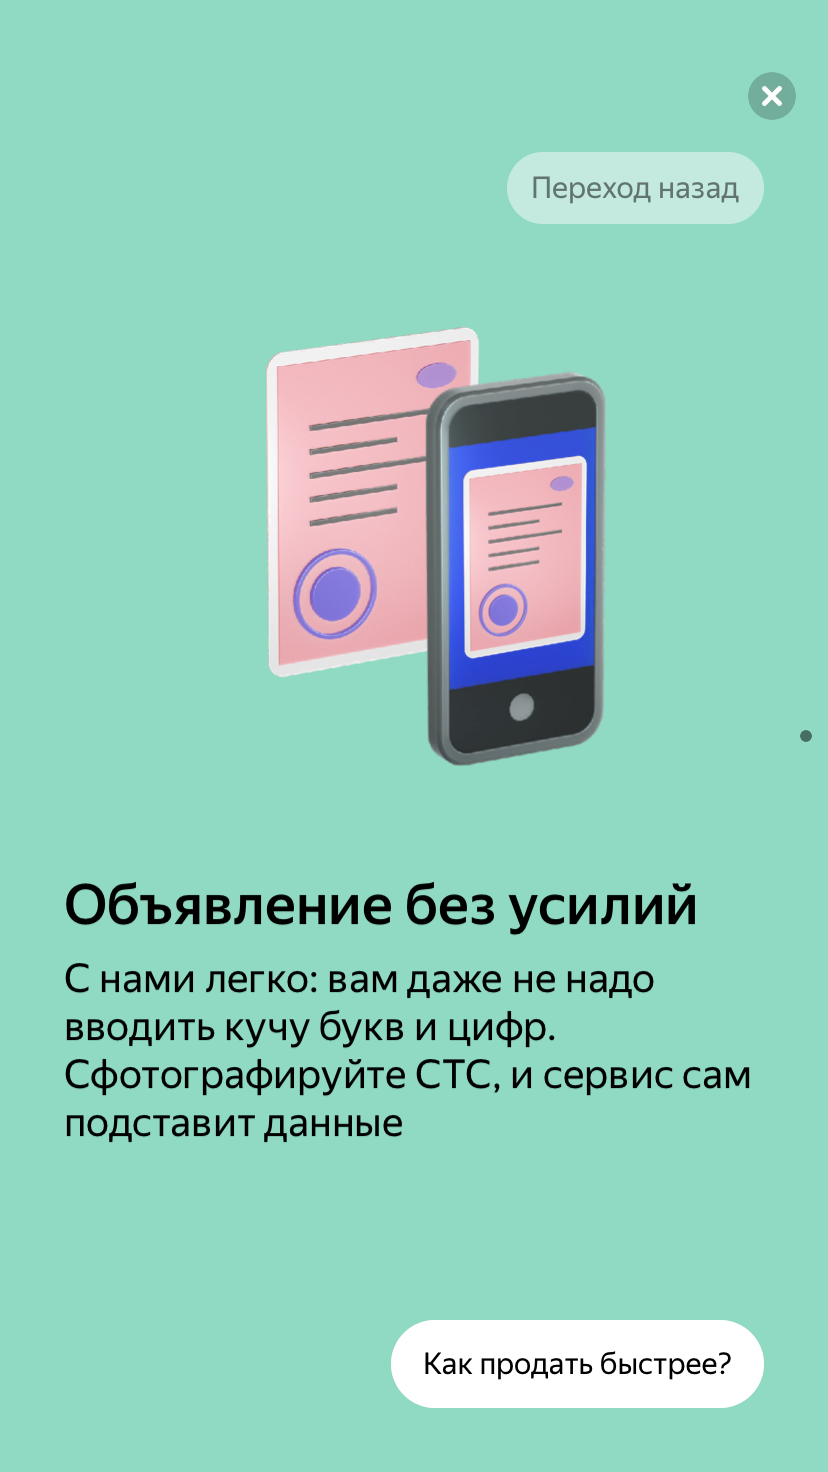 Переход назад
Объявление без усилий
С нами легко: вам даже не надо
вводить кучу букв и цифр.
Сфотографируйте СТС, и сервис сам
подставит данные
Как продать быстрее?